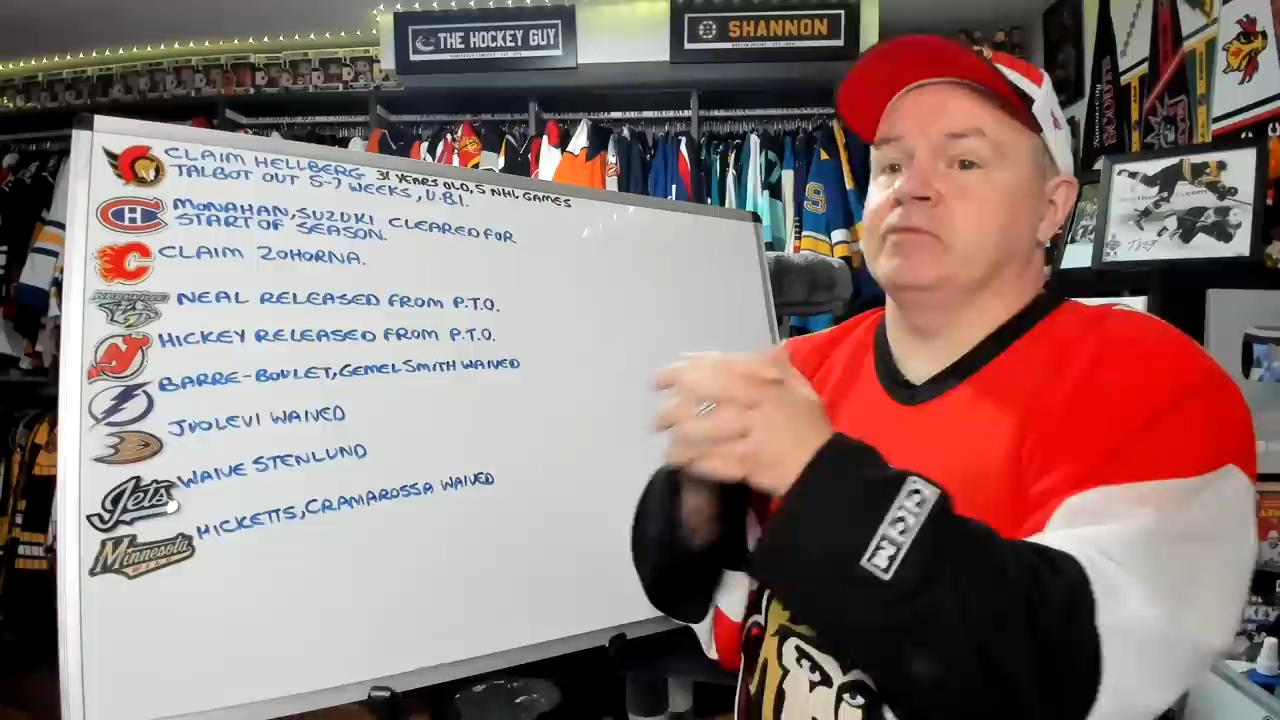 THE HOCKEY GUY
SHANNON
CLAIM HELLBERG 31 YEARS OLD, 5 NHL GAMES
TALBOT OUT 5-7 WEEKS, U.B.I.
MONAHAN, SUZUKI CLEARED FOR
START OF SEASON.
CLAIM ZOHORNA.
NEAL RELEASED FROM P.T.O.
HICKEY RELEASED FROM P.T.O.
BARRE-BOULET, GEMEL SMITH WAIVED
JUOLEVI WAIVED
Jets WAIVE STENLUND
HICKETTS, CRAMAROSSA WAIVED
Minnesota
WILD
CCM
9